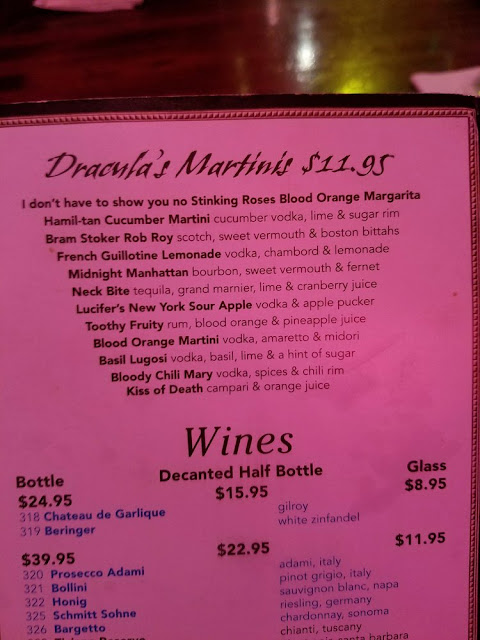 Dracula's Martinis $11.95
I don't have to show you no Stinking Roses Blood Orange Margarita
Hamil-tan Cucumber Martini cucumber vodka, lime & sugar rim
Bram Stoker Rob Roy scotch, sweet vermouth & boston bittahs
French Guillotine Lemonade vodka, chambord & lemonade
Midnight Manhattan bourbon, sweet vermouth & fernet
Neck Bite tequila, grand marnier, lime & cranberry juice
Lucifer's New York Sour Apple vodka & apple pucker
Toothy Fruity rum, blood orange & pineapple juice
Blood Orange Martini vodka, amaretto & midori
Basil Lugosi vodka, basil, lime & a hint of sugar
Bloody Chili Mary vodka, spices & chili rim
Kiss of Death campari & orange juice
Wines
Bottle Decanted Half Bottle Glass
$24.95 $15.95 $8.95
318 Chateau de Garlique gilroy
319 Beringer white zinfandel
$39.95 $22.95 $11.95
320 Prosecco Adami adami, italy
321 Bollini pinot grigio, italy
322 Honig sauvignon blanc, napa
325 Schmitt Sohne riesling, germany
326 Bargetto chardonnay, sonoma
chianti, tuscany
santa barbara